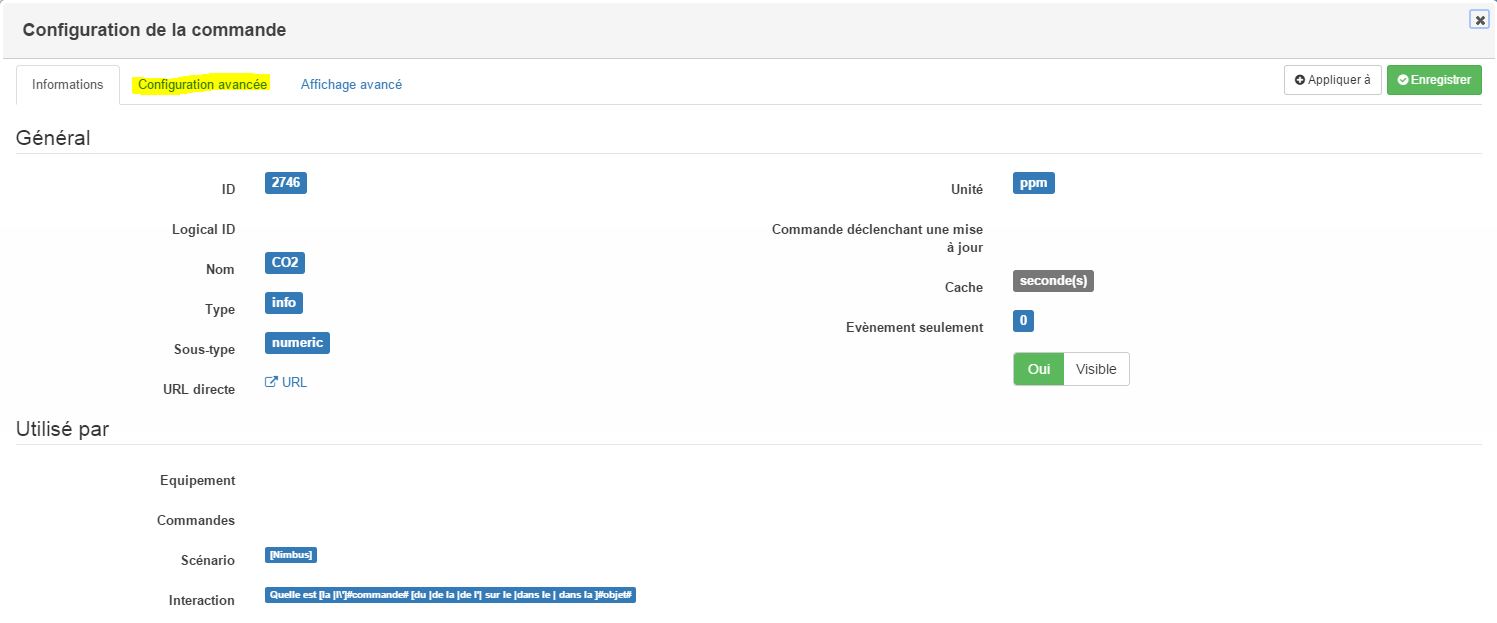 Configuration de la commande
Informations
Configuration avancée
Affichage avancé
Appliquer à
Enregistrer
Général
ID
2746
Logical ID
Nom
CO2
Type
info
Sous-type
numeric
URL directe
URL
Unité
ppm
Commande déclenchant une mise
à jour
Cache
seconde(s)
Evènement seulement
0
Oui
Visible
Utilisé par
Equipement
Commandes
Scénario
[Nimbus]
Interaction
Quelle est [la |l\']#commande# [du |de la |de l'| sur le |dans le | dans la ]#objet#